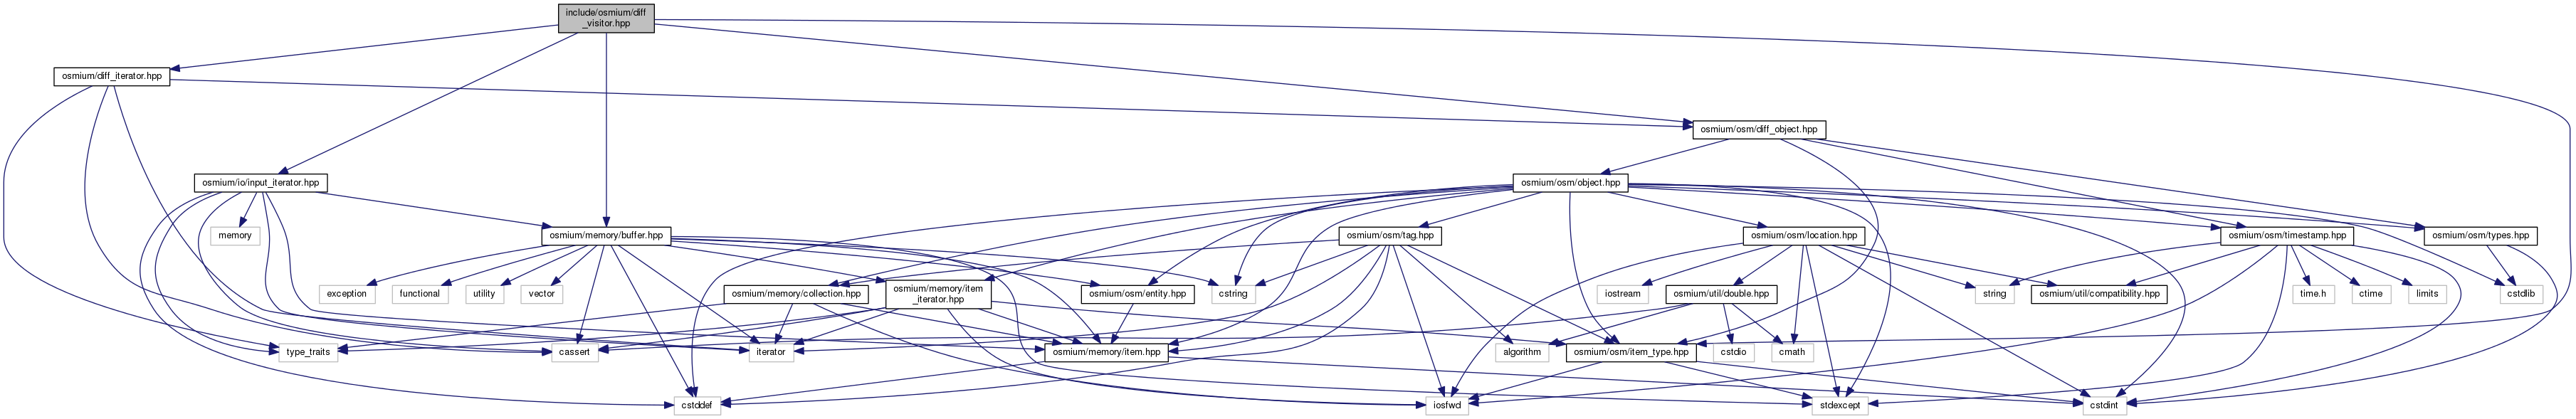 include/osmium/diff
_visitor.hpp
osmium/diff_iterator.hpp
osmium/osm/diff_object.hpp
osmium/io/input_iterator.hpp
osmium/osm/object.hpp
memory
osmium/memory/buffer.hpp
osmium/osm/tag.hpp
osmium/osm/location.hpp
osmium/osm/timestamp.hpp
osmium/osm/types.hpp
exception
functional
utility
vector
osmium/memory/collection.hpp
osmium/memory/item
_iterator.hpp
osmium/osm/entity.hpp
cstring
iostream
osmium/util/double.hpp
string
osmium/util/compatibility.hpp
time.h
ctime
limits
cstdlib
type_traits
cassert
iterator
osmium/memory/item.hpp
algorithm
osmium/osm/item_type.hpp
cstdio
cmath
cstddef
iosfwd
stdexcept
cstdint